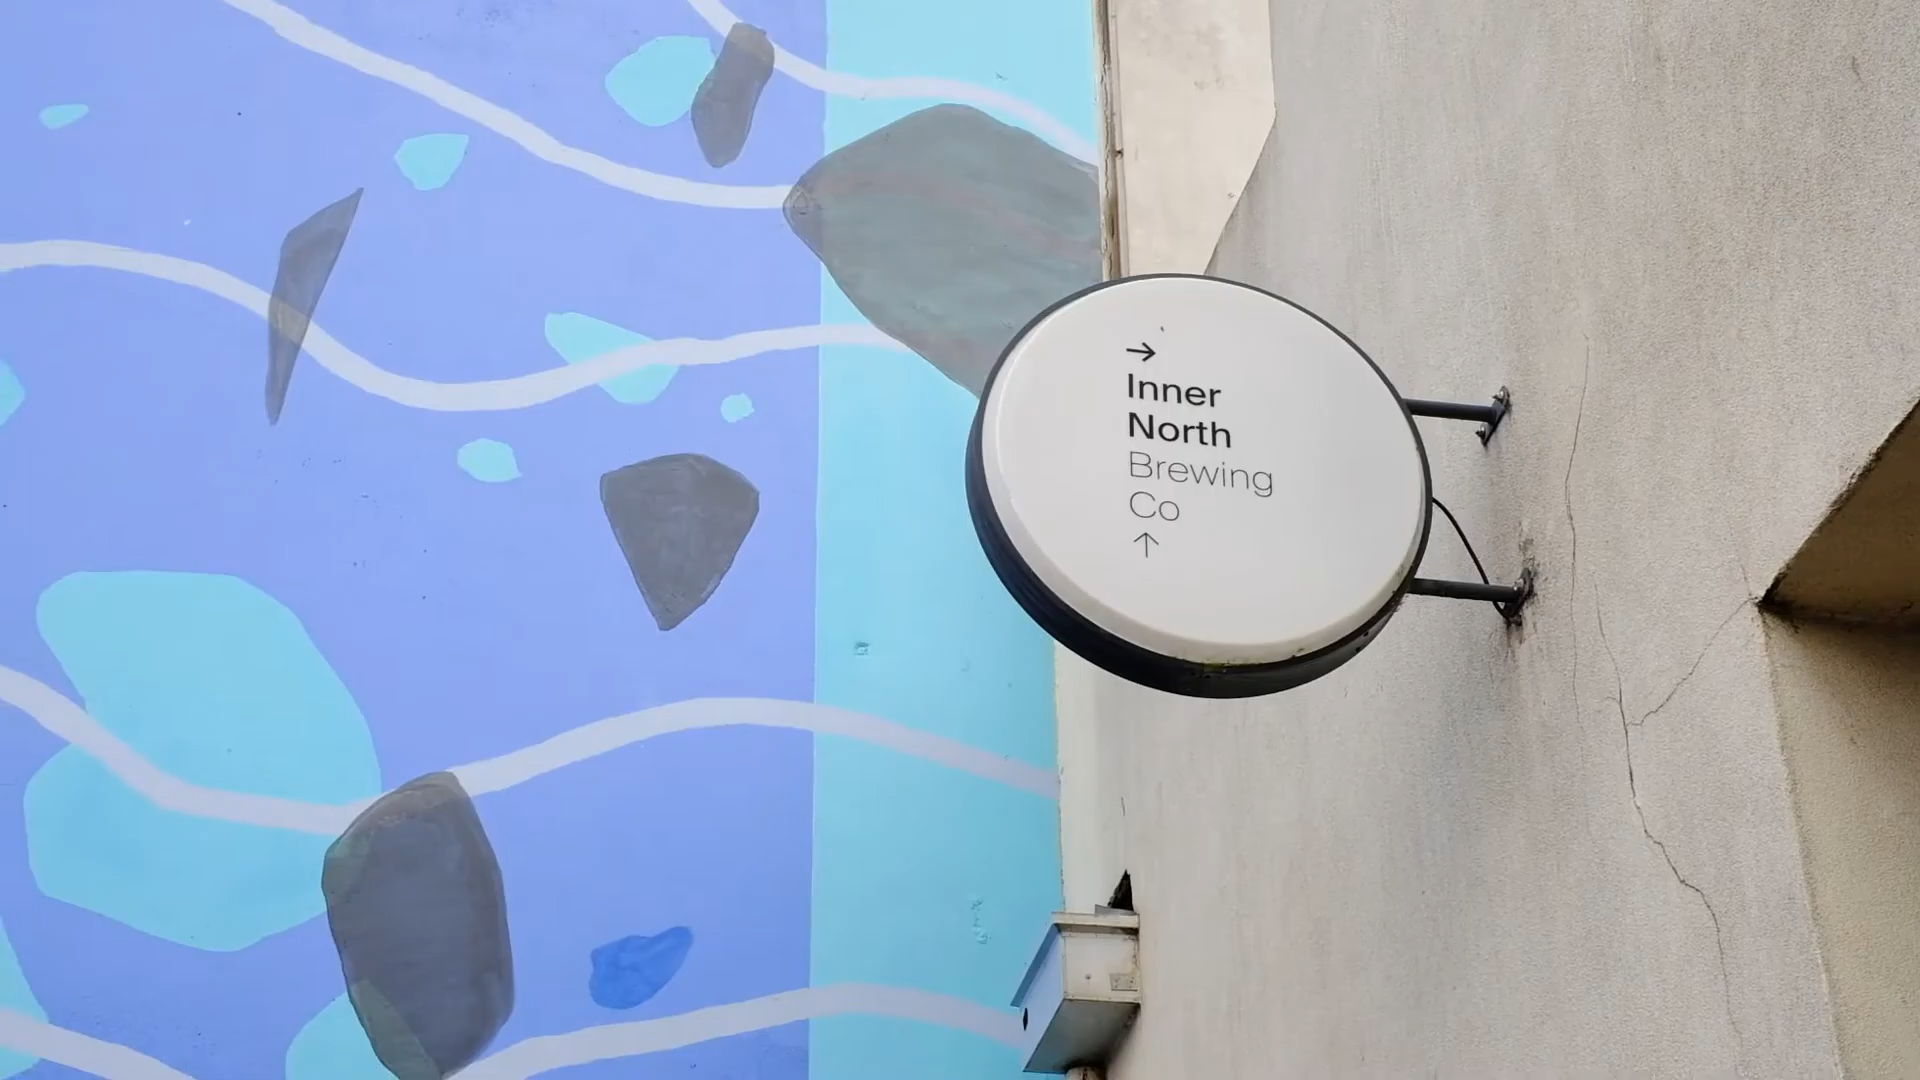 →
Inner
North
Brewing
Co
↑